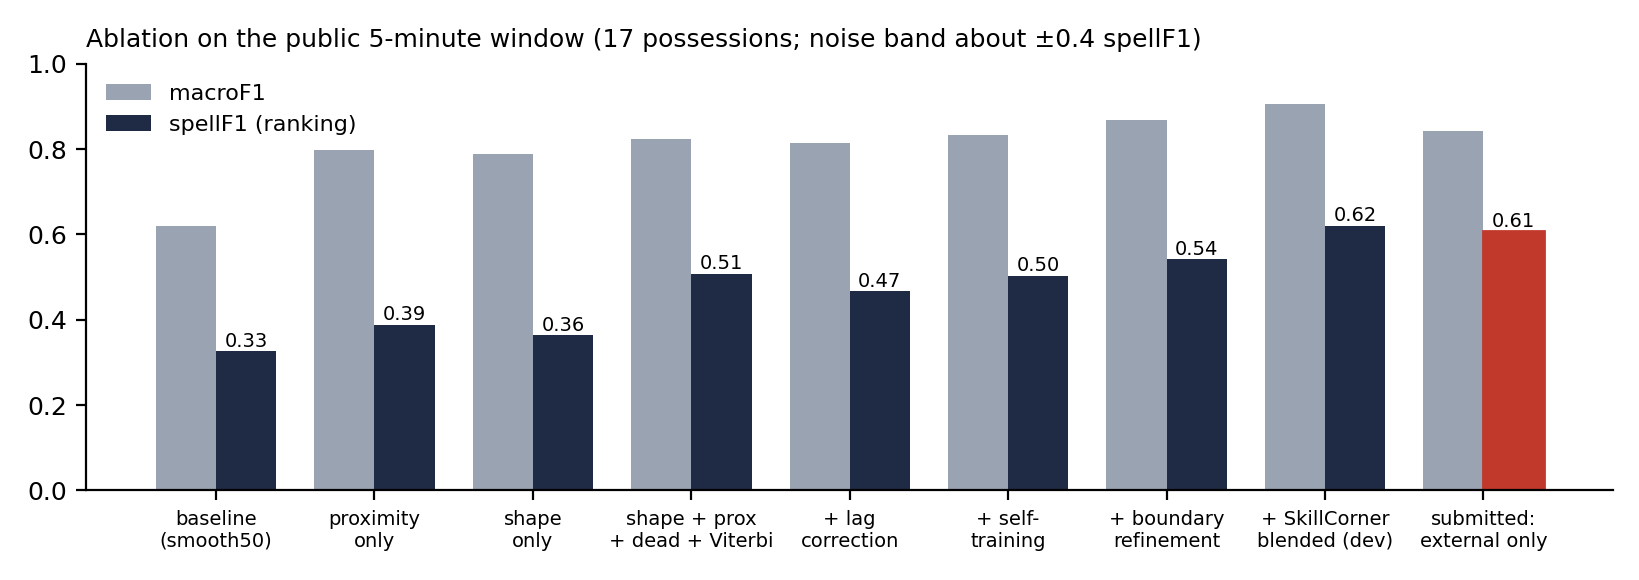 Ablation on the public 5-minute window (17 possessions; noise band about ±0.4 spellF1)
1.0
0.8
0.6
0.4
0.2
0.0
macroF1
spellF1 (ranking)
0.33
0.39
0.36
0.51
0.47
0.50
0.54
0.62
0.61
baseline
(smooth50)
proximity
only
shape
only
shape + prox
+ dead + Viterbi
+ lag
correction
+ self-
training
+ boundary
refinement
+ SkillCorner
blended (dev)
submitted:
external only